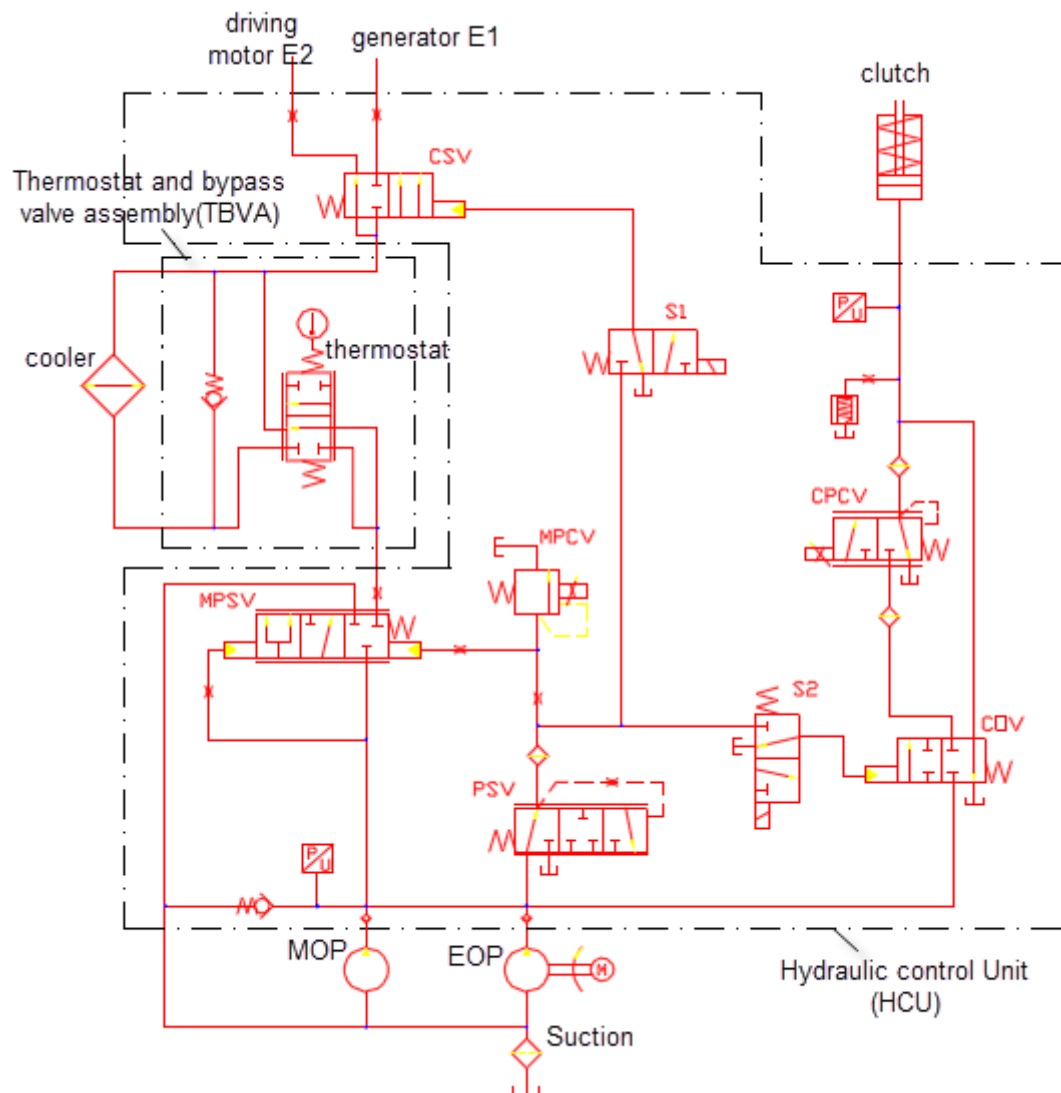 driving
motor E2
generator E1
clutch
CSV
Thermostat and bypass
valve assembly(TBVA)
P
U
S1
cooler
thermostat
CPCV
MPCV
MPSV
S2
COV
PSV
P
U
MOP
EOP
M
Hydraulic control Unit
(HCU)
Suction